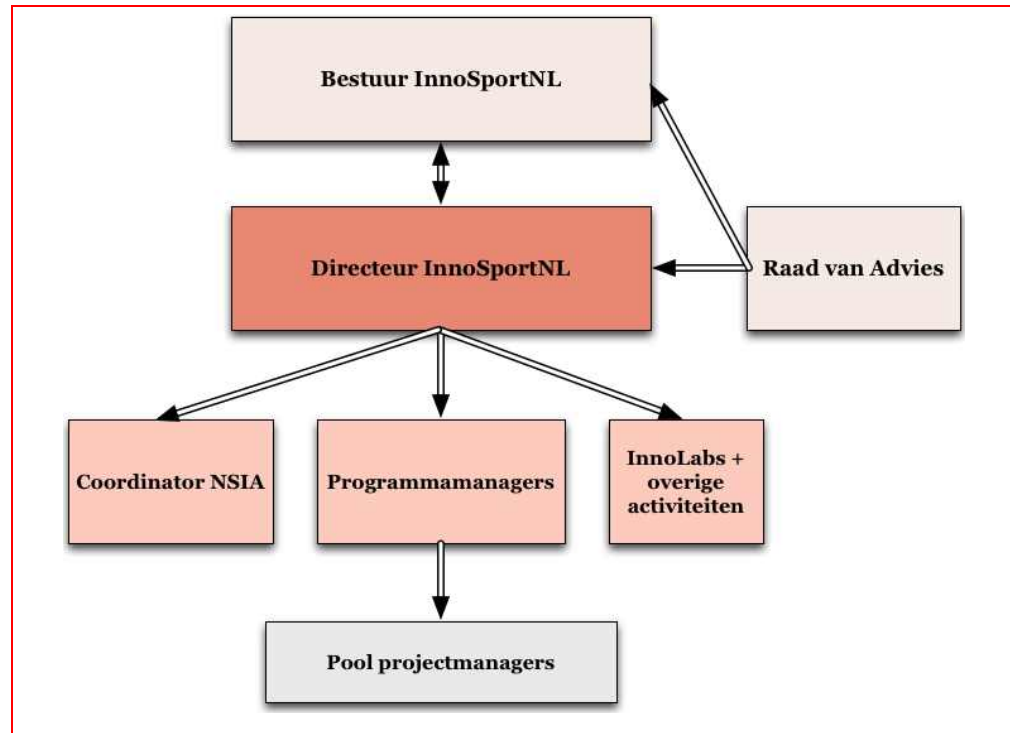 Bestuur InnoSportNL
Directeur InnoSportNL
Raad van Advies
Coordinator NSIA
Programmamanagers
InnoLabs +
overige
activiteiten
Pool projectmanagers